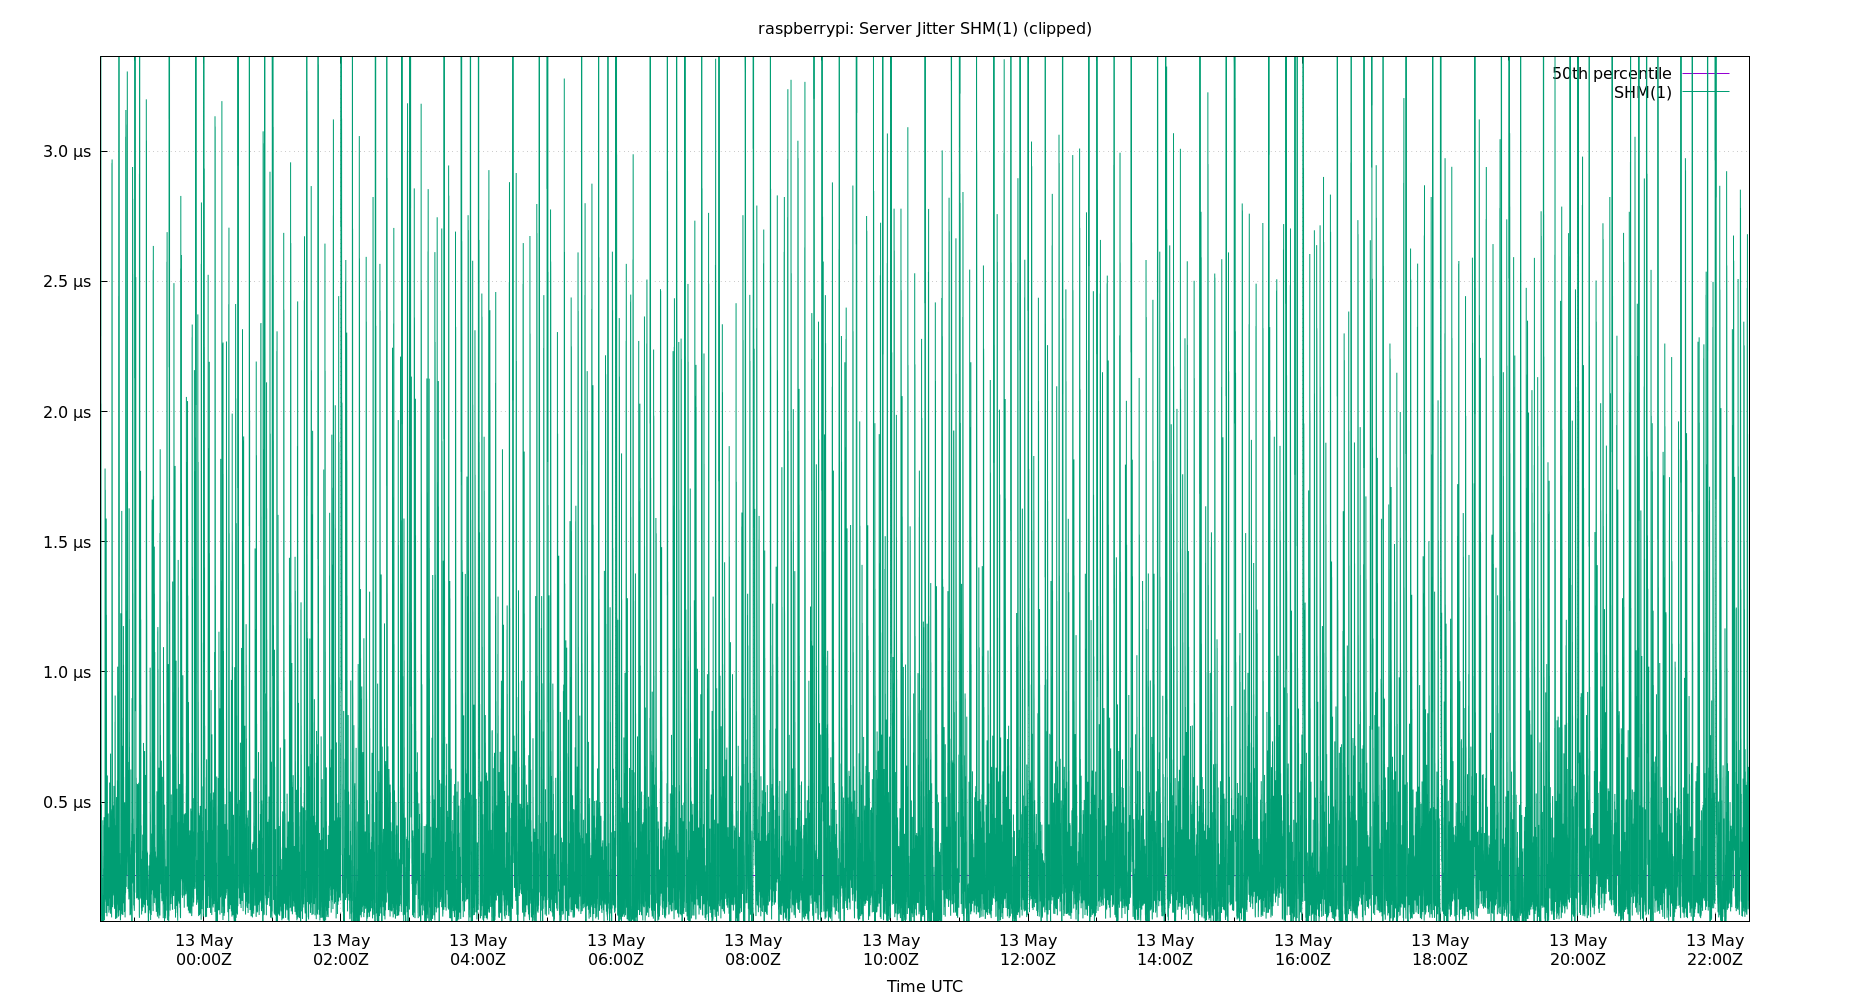 raspberrypi: Server Jitter SHM(1) (clipped)
50th percentile
SHM(1)
3.0 µs
2.5 µs
2.0 µs
1.5 µs
1.0 µs
0.5 µs
13 May 13 May 13 May 13 May 13 May 13 May 13 May 13 May 13 May 13 May 13 May 13 May
00:00Z 02:00Z 04:00Z 06:00Z 08:00Z 10:00Z 12:00Z 14:00Z 16:00Z 18:00Z 20:00Z 22:00Z
Time UTC